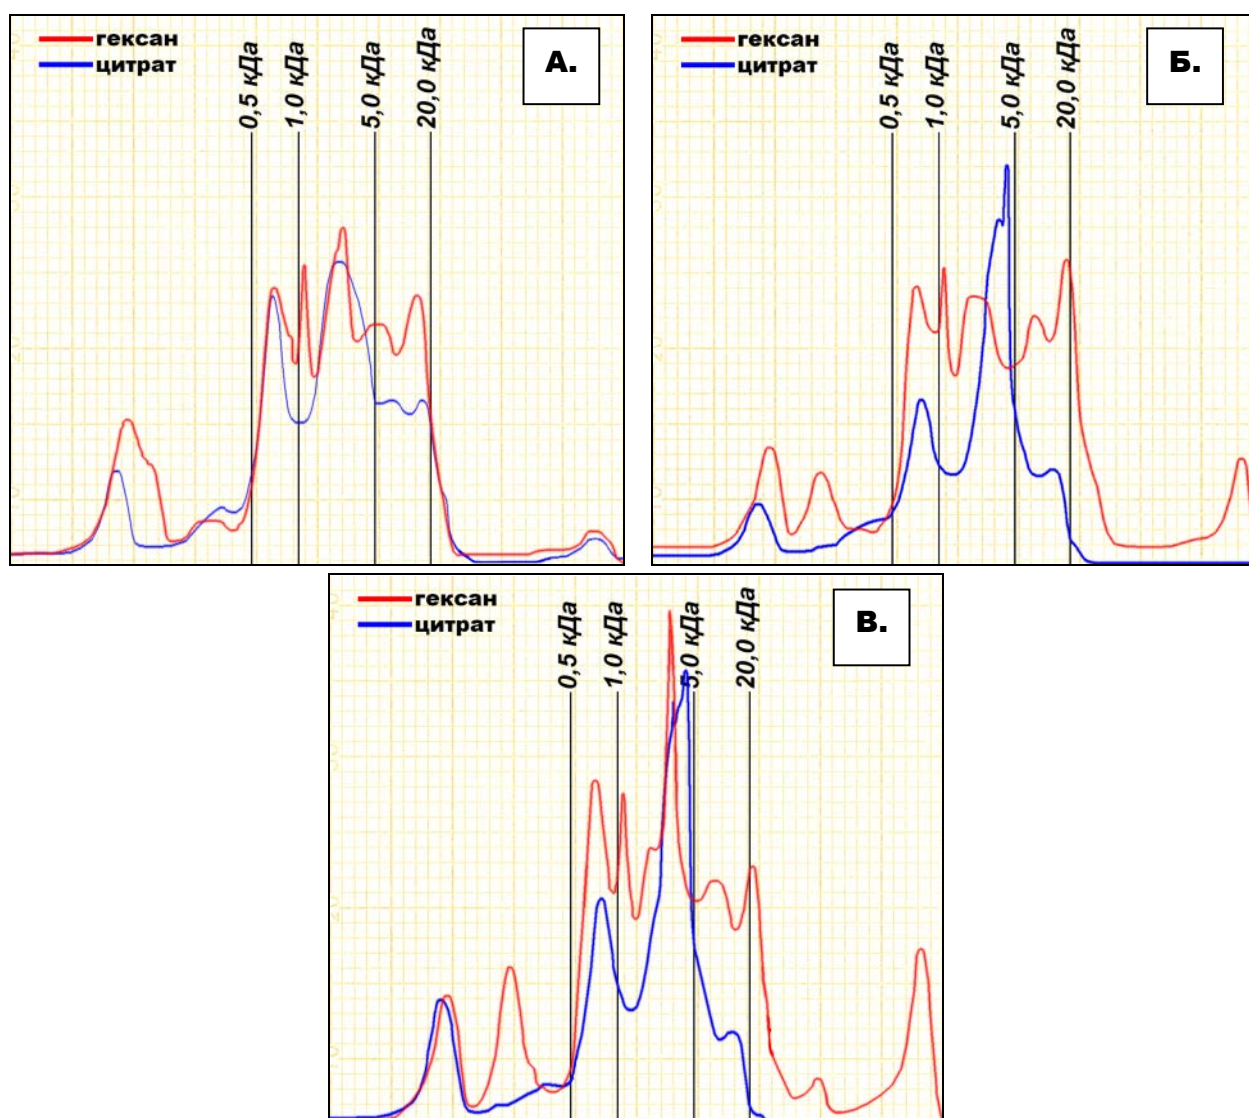 гексан
цитрат
0,5 кДа
1,0 кДа
5,0 кДа
20,0 кДа
А.
гексан
цитрат
0,5 кДа
1,0 кДа
5,0 кДа
20,0 кДа
Б.
гексан
цитрат
0,5 кДа
1,0 кДа
5,0 кДа
20,0 кДа
В.